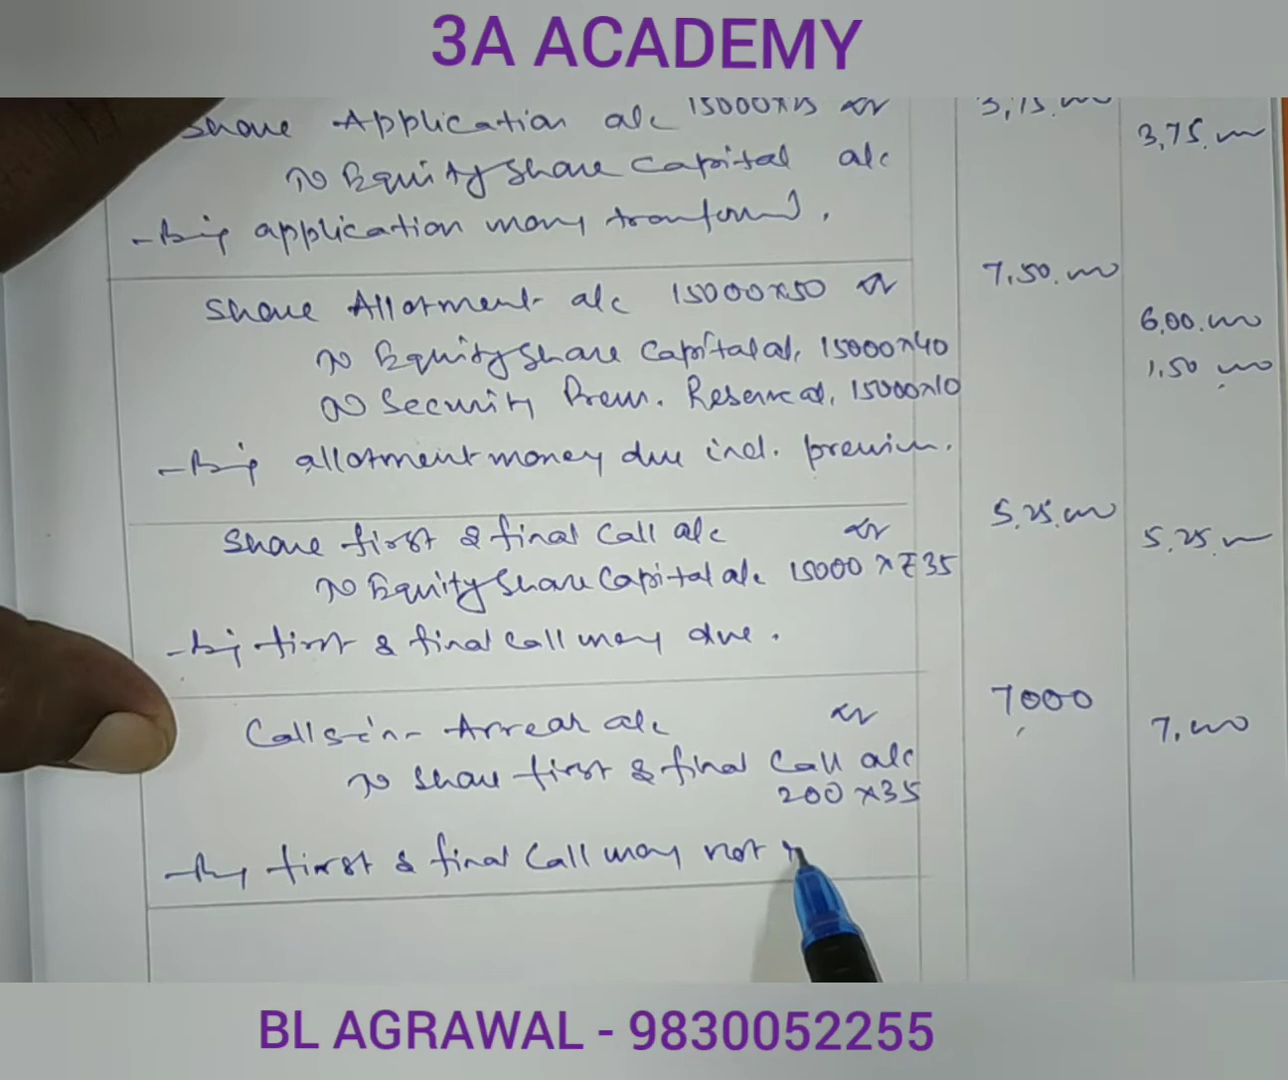 3A ACADEMY
Share Application a/c 15000x25 Dr 3,75,000
To Equity Share Capital a/c 3,75,000
- Being application money transferred.
Share Allotment a/c 15000x50 Dr 7,50,000
To Equity Share Capital a/c 15000x40 6,00,000
To Security Prem. Reserve a/c 15000x10 1,50,000
- Being allotment money due incl. premium.
Share first & final Call a/c Dr 5,25,000
To Equity Share Capital a/c 15000 x ₹35 5,25,000
- Being first & final Call money due.
Calls-in-Arrear a/c Dr 7000
To Share first & final Call a/c 7,000
200 x35
- Being first & final Call money not
BL AGRAWAL - 9830052255